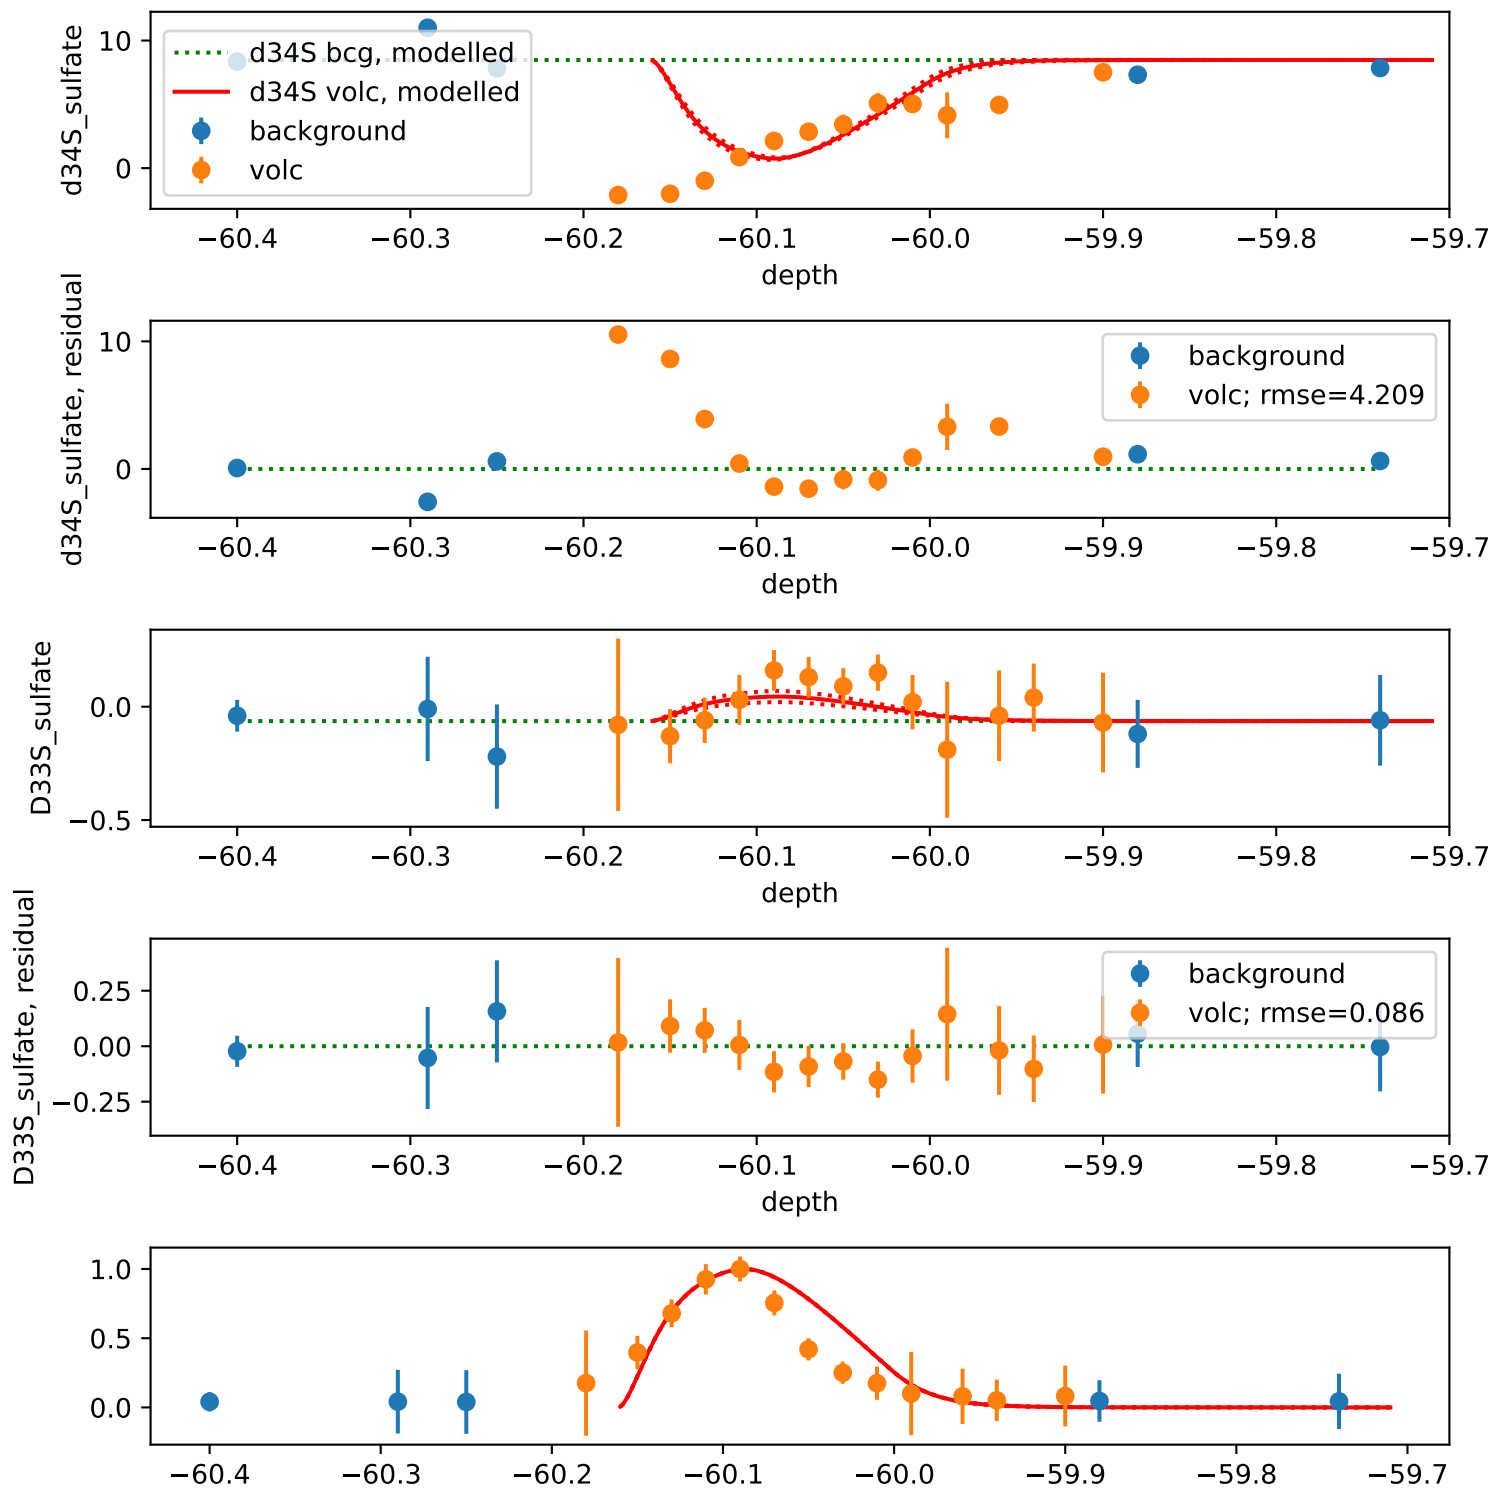 d34S_sulfate
10
0
d34S bcg, modelled
d34S volc, modelled
background
volc
−60.4 −60.3 −60.2 −60.1 −60.0 −59.9 −59.8 −59.7
depth
d34S_sulfate, residual
10
0
background
volc; rmse=4.209
−60.4 −60.3 −60.2 −60.1 −60.0 −59.9 −59.8 −59.7
depth
D33S_sulfate
0.0
−0.5
−60.4 −60.3 −60.2 −60.1 −60.0 −59.9 −59.8 −59.7
depth
D33S_sulfate, residual
0.25
0.00
−0.25
background
volc; rmse=0.086
−60.4 −60.3 −60.2 −60.1 −60.0 −59.9 −59.8 −59.7
depth
1.0
0.5
0.0
−60.4 −60.3 −60.2 −60.1 −60.0 −59.9 −59.8 −59.7